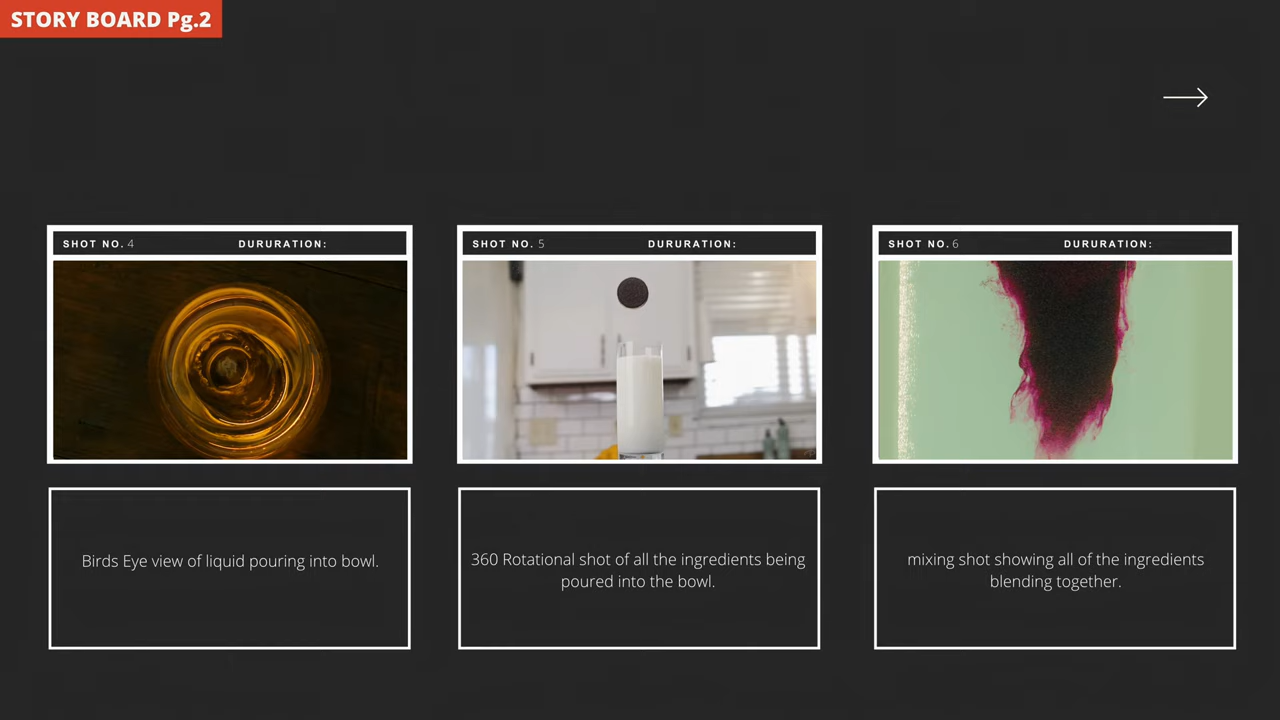 STORY BOARD Pg.2
SHOT NO. 4 DURURATION:
SHOT NO. 5 DURURATION:
SHOT NO. 6 DURURATION:
Birds Eye view of liquid pouring into bowl.
360 Rotational shot of all the ingredients being
poured into the bowl.
mixing shot showing all of the ingredients
blending together.